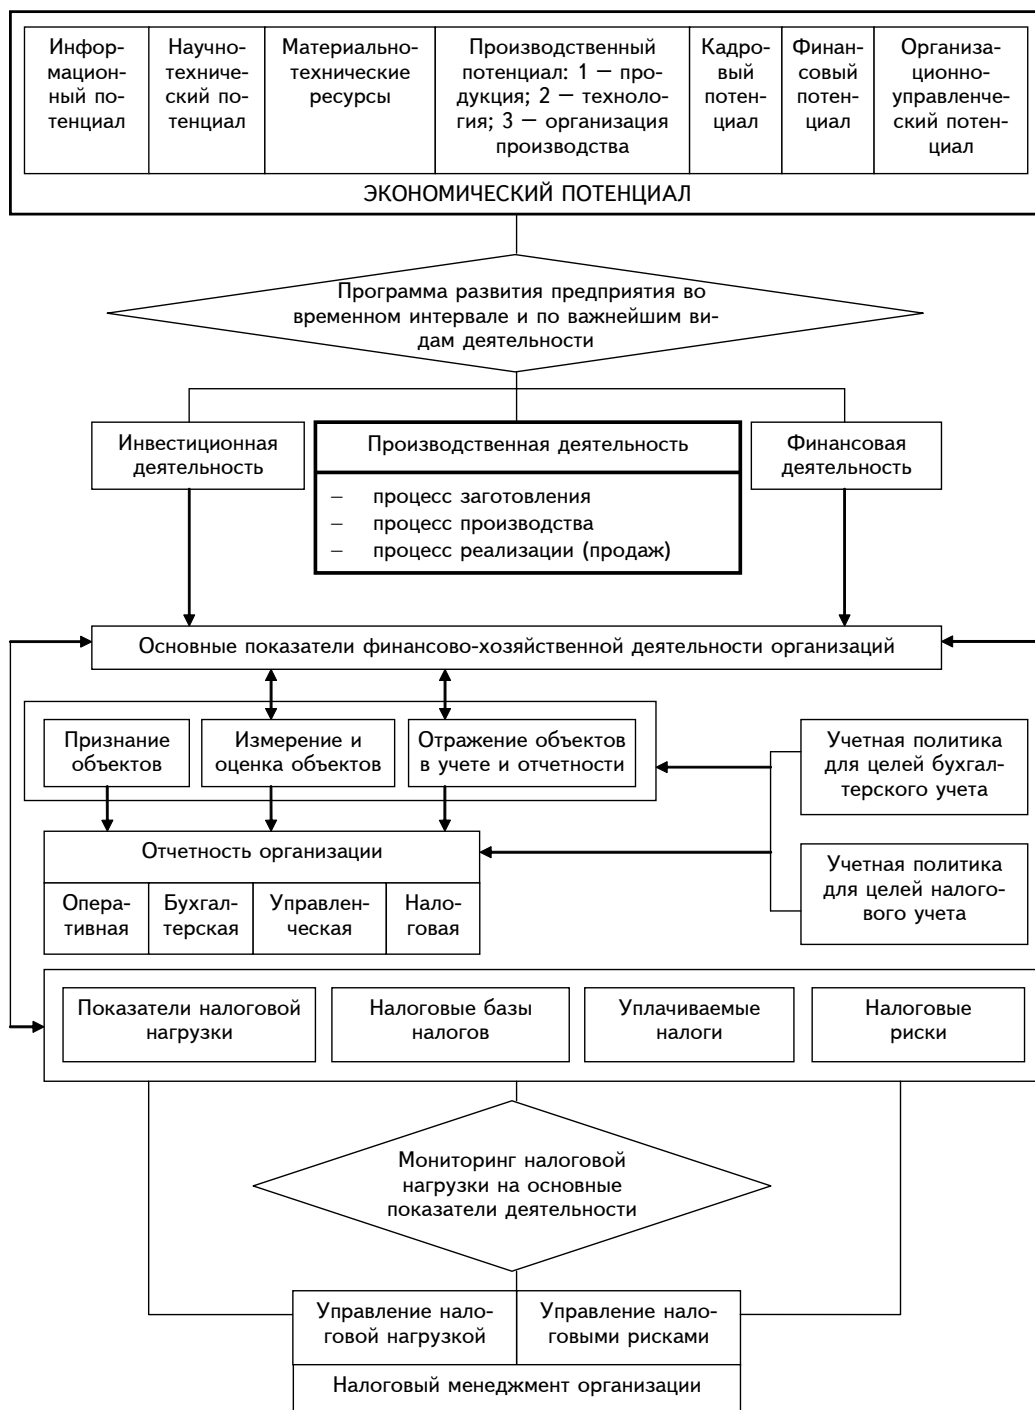 Инфор-
мацион-
ный по-
тенциал
Научно-
техниче-
ский по-
тенциал
Материально-
технические
ресурсы
Производственный
потенциал: 1 – про-
дукция; 2 – техноло-
гия; 3 – организация
производства
Кадро-
вый
потен-
циал
Финан-
совый
потен-
циал
Организа-
ционно-
управленче-
ский потен-
циал
ЭКОНОМИЧЕСКИЙ ПОТЕНЦИАЛ
Программа развития предприятия во
временном интервале и по важнейшим ви-
дам деятельности
Инвестиционная
деятельность
Производственная деятельность
– процесс заготовления
– процесс производства
– процесс реализации (продаж)
Финансовая
деятельность
Основные показатели финансово-хозяйственной деятельности организаций
Признание
объектов
Измерение и
оценка объектов
Отражение объектов
в учете и отчетности
Учетная политика
для целей бухгал-
терского учета
Отчетность организации
Опера-
тивная
Бухгал-
терская
Управлен-
ческая
Нало-
говая
Учетная политика
для целей налого-
вого учета
Показатели налоговой
нагрузки
Налоговые базы
налогов
Уплачиваемые
налоги
Налоговые
риски
Мониторинг налоговой
нагрузки на основные
показатели деятельности
Управление нало-
говой нагрузкой
Управление нало-
говыми рисками
Налоговый менеджмент организации